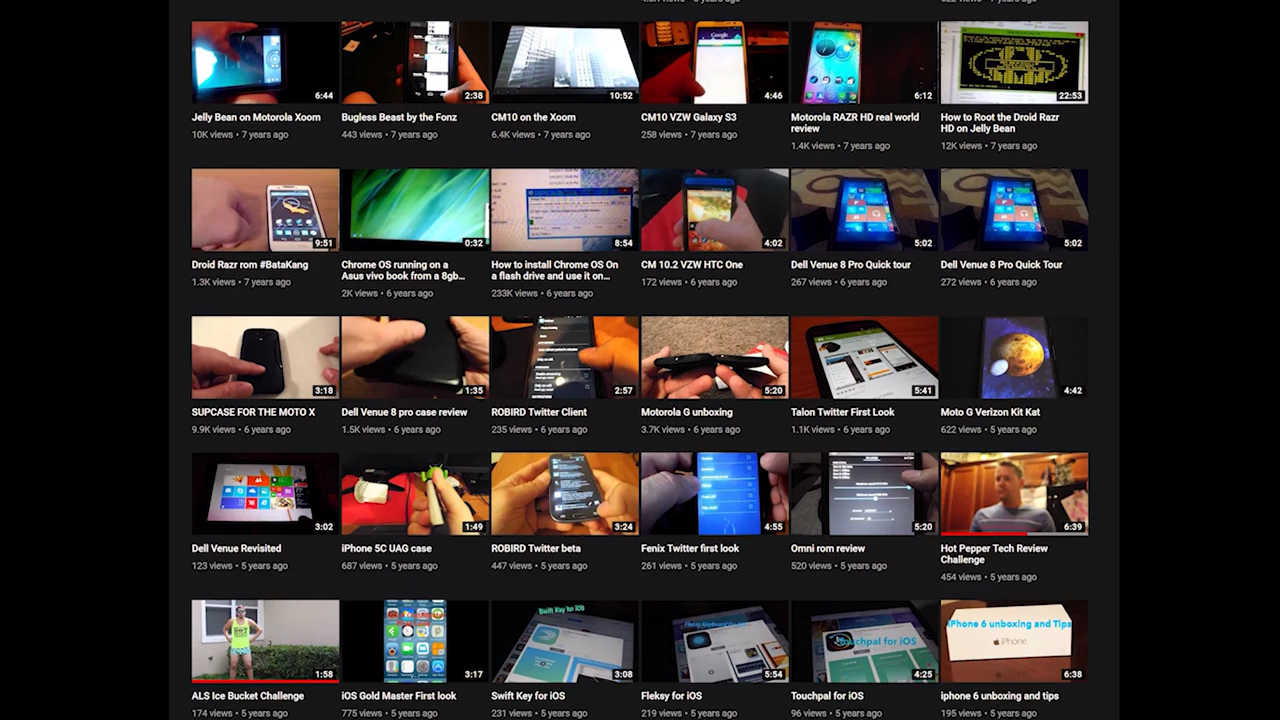 6:44
2:38
10:52
4:46
6:12
22:53
Jelly Bean on Motorola Xoom
Bugless Beast by the Fonz
CM10 on the Xoom
CM10 VZW Galaxy S3
Motorola RAZR HD real world
review
How to Root the Droid Razr
HD on Jelly Bean
10K views • 7 years ago
443 views • 7 years ago
6.4K views • 7 years ago
258 views • 7 years ago
1.4K views • 7 years ago
12K views • 7 years ago
9:51
0:32
8:54
4:02
5:02
5:02
Droid Razr rom #BataKang
Chrome OS running on a
Asus vivo book from a 8gb...
How to install Chrome OS On
a flash drive and use it on...
CM 10.2 VZW HTC One
Dell Venue 8 Pro Quick tour
Dell Venue 8 Pro Quick Tour
1.3K views • 7 years ago
2K views • 6 years ago
233K views • 6 years ago
172 views • 6 years ago
267 views • 6 years ago
272 views • 6 years ago
3:18
1:35
2:57
5:20
5:41
4:42
SUPCASE FOR THE MOTO X
Dell Venue 8 pro case review
ROBIRD Twitter Client
Motorola G unboxing
Talon Twitter First Look
Moto G Verizon Kit Kat
9.9K views • 6 years ago
1.5K views • 6 years ago
235 views • 6 years ago
3.7K views • 6 years ago
1.1K views • 6 years ago
622 views • 5 years ago
3:02
1:49
3:24
4:55
5:20
6:39
Dell Venue Revisited
iPhone 5C UAG case
ROBIRD Twitter beta
Fenix Twitter first look
Omni rom review
Hot Pepper Tech Review
Challenge
123 views • 5 years ago
687 views • 5 years ago
447 views • 5 years ago
261 views • 5 years ago
520 views • 5 years ago
454 views • 5 years ago
Swift Key for iOS
Fleksy Keyboard for iOS
Touchpal for iOS
iPhone 6 unboxing and Tips
iPhone
1:58
3:17
3:08
5:54
4:25
6:38
ALS Ice Bucket Challenge
iOS Gold Master First look
Swift Key for iOS
Fleksy for iOS
Touchpal for iOS
iphone 6 unboxing and tips
174 views • 5 years ago
775 views • 5 years ago
231 views • 5 years ago
219 views • 5 years ago
96 views • 5 years ago
195 views • 5 years ago